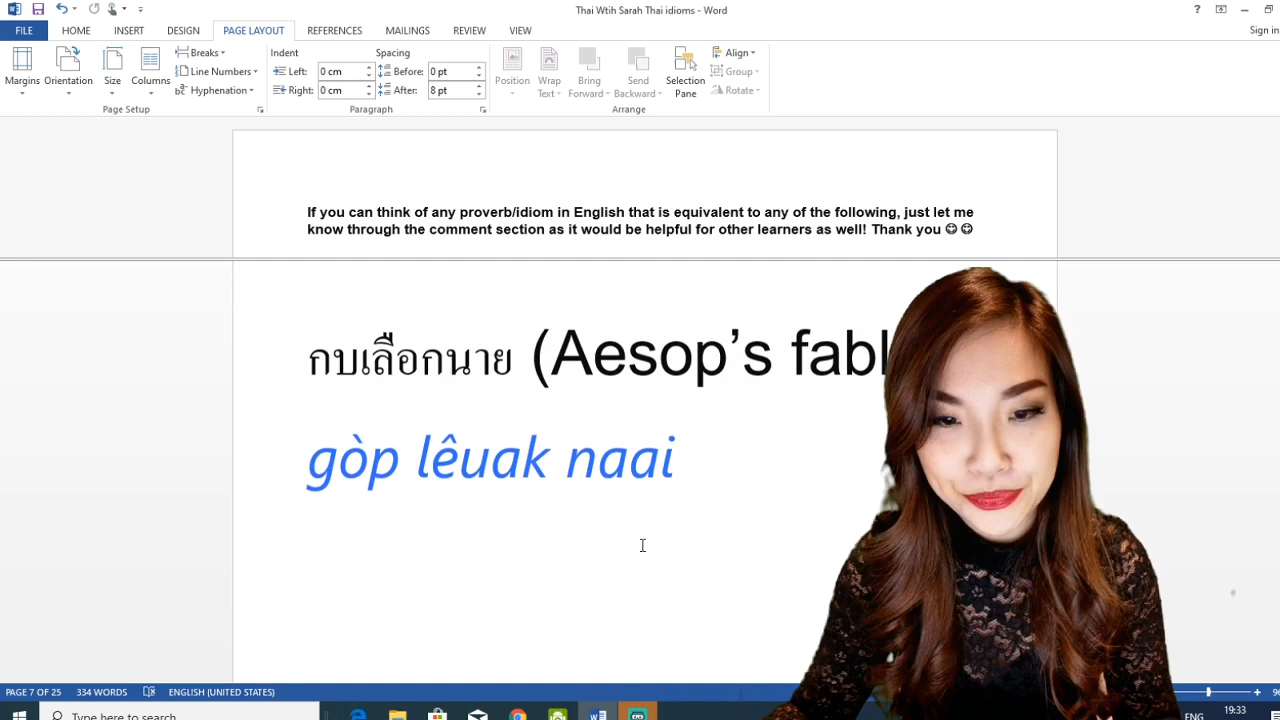 Thai Wtih Sarah Thai idioms - Word
FILE HOME INSERT DESIGN PAGE LAYOUT REFERENCES MAILINGS REVIEW VIEW Sign in
Margins Orientation Size Columns
Breaks
Line Numbers
Hyphenation
Page Setup
Indent Spacing
Left: 0 cm Before: 0 pt
Right: 0 cm After: 8 pt
Paragraph
Position Wrap Text Bring Forward Send Backward Selection Pane
Align
Group
Rotate
Arrange
If you can think of any proverb/idiom in English that is equivalent to any of the following, just let me
know through the comment section as it would be helpful for other learners as well! Thank you 😊😊
กบเลือกนาย (Aesop’s fabl
gòp lêuak naai
PAGE 7 OF 25 334 WORDS ENGLISH (UNITED STATES)
Type here to search
19:33
ENG